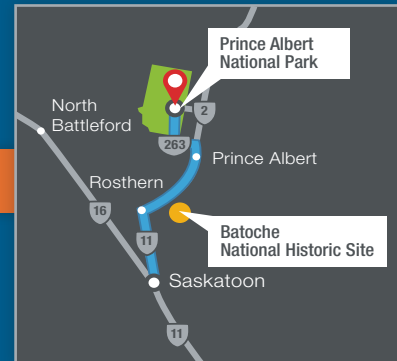 Prince Albert
National Park
North
Battleford
2
263
Prince Albert
Rosthern
16
11
Batoche
National Historic Site
Saskatoon
11